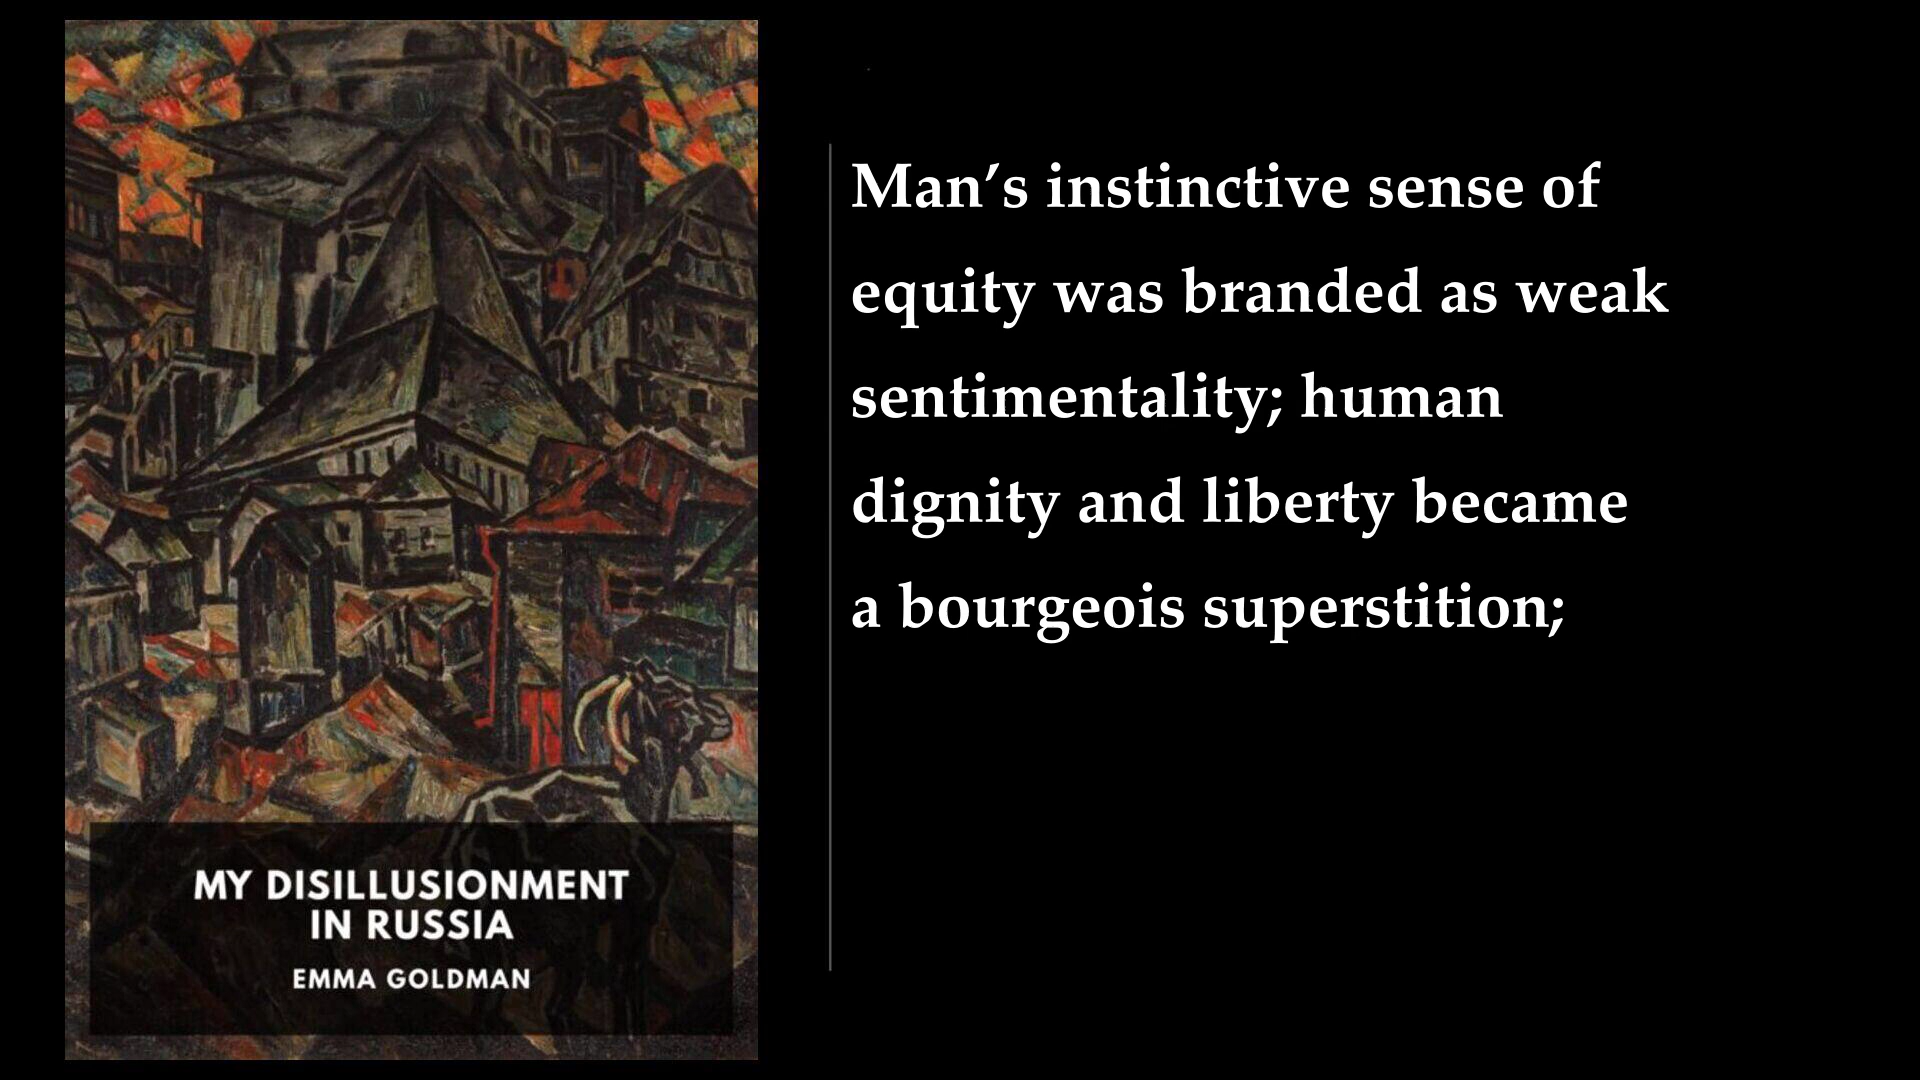 Man’s instinctive sense of
equity was branded as weak
sentimentality; human
dignity and liberty became
a bourgeois superstition;
MY DISILLUSIONMENT
IN RUSSIA
EMMA GOLDMAN